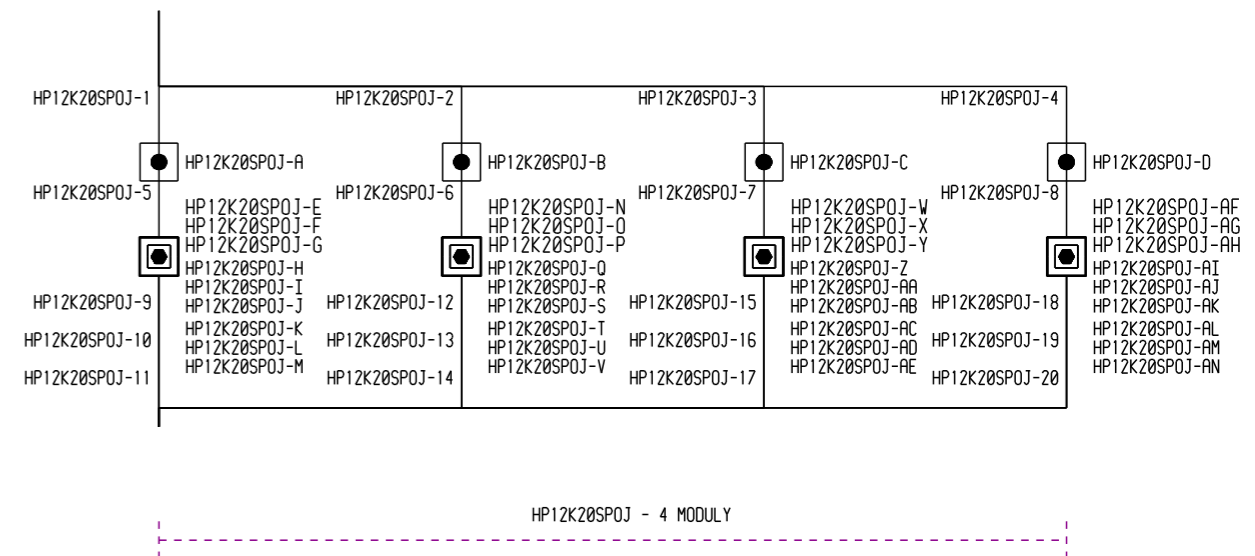 HP12K20SPOJ-1
HP12K20SPOJ-2
HP12K20SPOJ-3
HP12K20SPOJ-4
HP12K20SPOJ-A
HP12K20SPOJ-B
HP12K20SPOJ-C
HP12K20SPOJ-D
HP12K20SPOJ-5
HP12K20SPOJ-6
HP12K20SPOJ-7
HP12K20SPOJ-8
HP12K20SPOJ-E
HP12K20SPOJ-F
HP12K20SPOJ-G
HP12K20SPOJ-H
HP12K20SPOJ-I
HP12K20SPOJ-J
HP12K20SPOJ-K
HP12K20SPOJ-L
HP12K20SPOJ-M
HP12K20SPOJ-N
HP12K20SPOJ-O
HP12K20SPOJ-P
HP12K20SPOJ-Q
HP12K20SPOJ-R
HP12K20SPOJ-S
HP12K20SPOJ-T
HP12K20SPOJ-U
HP12K20SPOJ-V
HP12K20SPOJ-W
HP12K20SPOJ-X
HP12K20SPOJ-Y
HP12K20SPOJ-Z
HP12K20SPOJ-AA
HP12K20SPOJ-AB
HP12K20SPOJ-AC
HP12K20SPOJ-AD
HP12K20SPOJ-AE
HP12K20SPOJ-AF
HP12K20SPOJ-AG
HP12K20SPOJ-AH
HP12K20SPOJ-AI
HP12K20SPOJ-AJ
HP12K20SPOJ-AK
HP12K20SPOJ-AL
HP12K20SPOJ-AM
HP12K20SPOJ-AN
HP12K20SPOJ-9
HP12K20SPOJ-10
HP12K20SPOJ-11
HP12K20SPOJ-12
HP12K20SPOJ-13
HP12K20SPOJ-14
HP12K20SPOJ-15
HP12K20SPOJ-16
HP12K20SPOJ-17
HP12K20SPOJ-18
HP12K20SPOJ-19
HP12K20SPOJ-20
HP12K20SPOJ - 4 MODULY